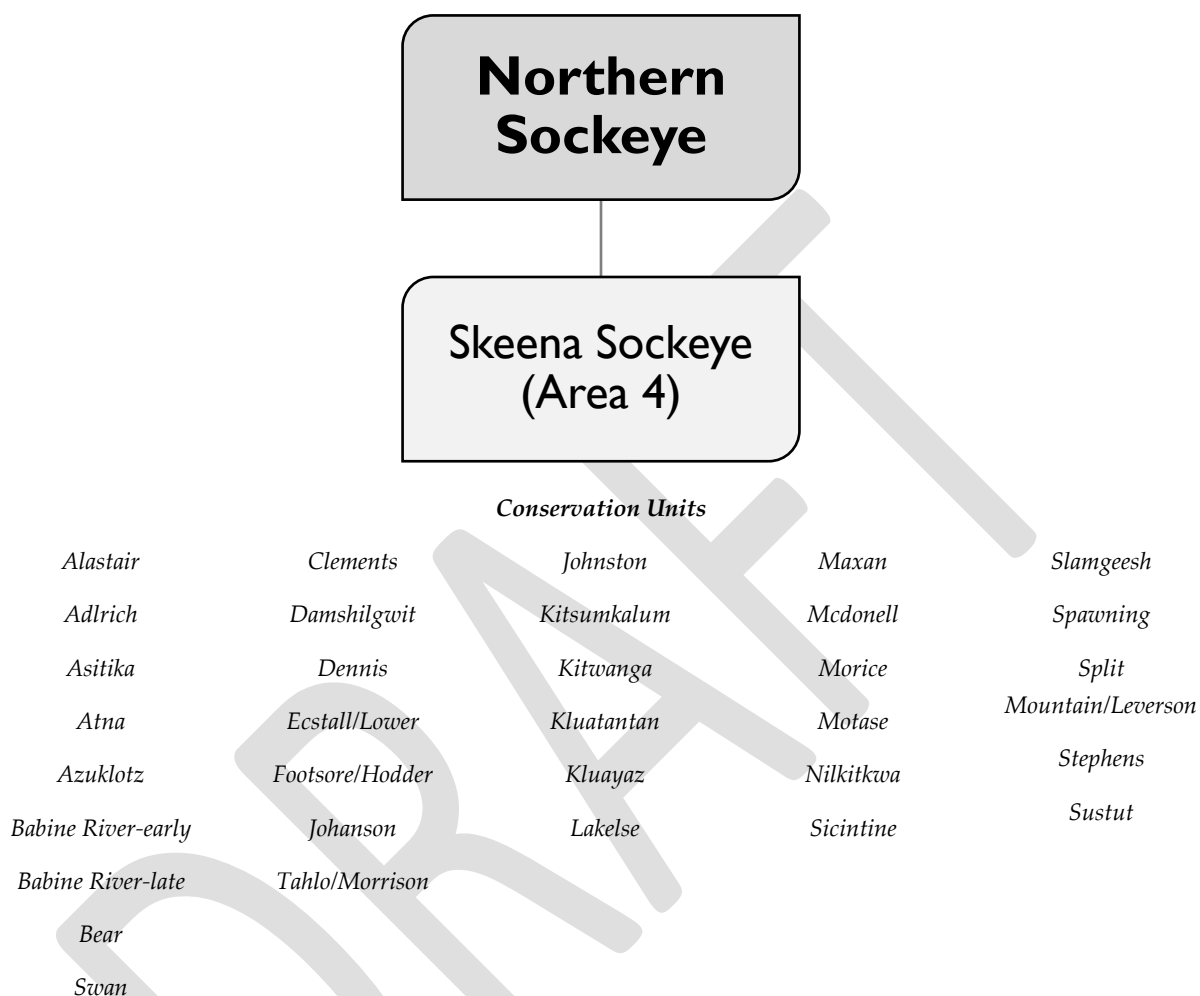 Northern
Sockeye
Skeena Sockeye
(Area 4)
Conservation Units
Alastair
Adlrich
Asitika
Atna
Azuklotz
Babine River-early
Babine River-late
Bear
Swan
Clements
Damshilgwit
Dennis
Ecstall/Lower
Footsore/Hodder
Johanson
Tahlo/Morrison
Johnston
Kitsumkalum
Kitwanga
Kluatantan
Kluayaz
Lakelse
Maxan
Mcdonell
Morice
Motase
Nilkitkwa
Sicintine
Slamgeesh
Spawning
Split
Mountain/Leverson
Stephens
Sustut
DRAFT